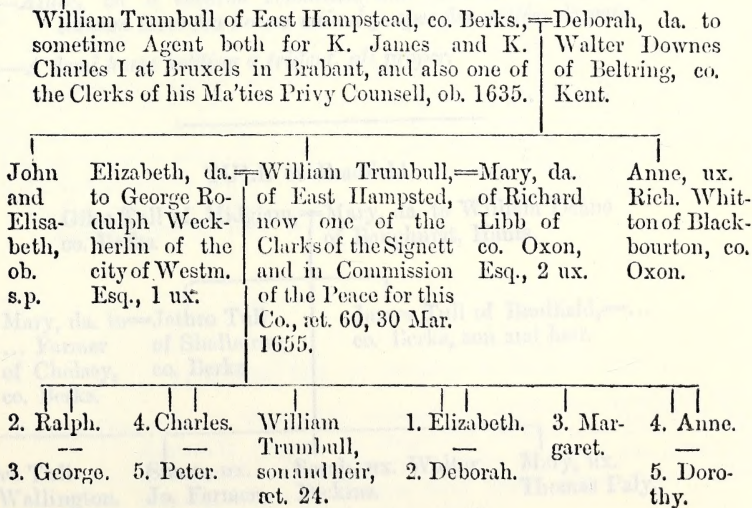 William Trumbull of East Hampstead, co. Berks.,=Deborah, da. to
sometime Agent both for K. James and K. Walter Downes
Charles I at Bruxels in Brabant, and also one of of Beltring, co.
the Clerks of his Ma'ties Privy Counsell, ob. 1635. Kent.
John
and
Elisa-
beth,
ob.
s.p.
Elizabeth, da.=
to George Ro-
dulph Weck-
herlin of the
city of Westm.
Esq., 1 ux.
William Trumbull,=
of East Hampsted,
now one of the
Clarks of the Signett
and in Commission
of the Peace for this
Co., æt. 60, 30 Mar.
1655.
Mary, da.
of Richard
Libb of
co. Oxon,
Esq., 2 ux.
Anne, ux.
Rich. Whit-
ton of Black-
bourton, co.
Oxon.
2. Ralph.
—
3. George.
4. Charles.
—
5. Peter.
William
Trumbull,
son and heir,
æt. 24.
1. Elizabeth.
—
2. Deborah.
3. Mar-
garet.
4. Anne.
—
5. Doro-
thy.